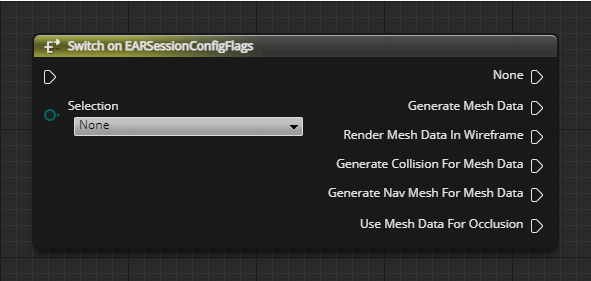 Switch on EARSessionConfigFlags
None
Selection
Generate Mesh Data
None
Render Mesh Data In Wireframe
Generate Collision For Mesh Data
Generate Nav Mesh For Mesh Data
Use Mesh Data For Occlusion